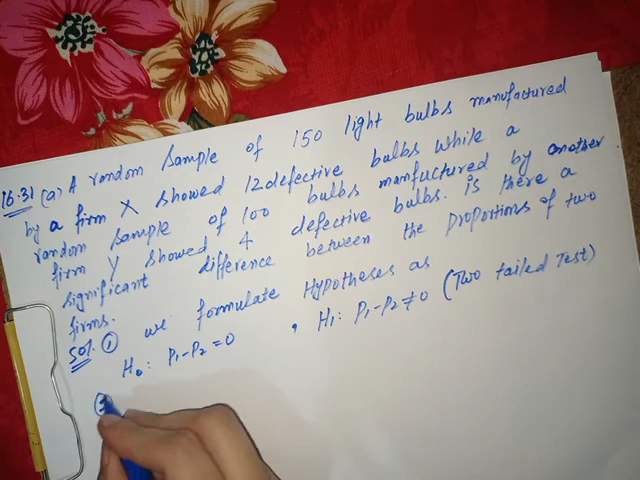 16.31 (a) A random sample of 150 light bulbs manufactured
by a firm X showed 12 defective bulbs while a
random sample of 100 bulbs manfuctured by another
firm Y showed 4 defective bulbs. is there a
significant difference between the proportions of two
firms.
Sol. ① we formulate Hypotheses as
H₀: P₁-P₂=0 , H₁: P₁-P₂≠0 (Two tailed Test)